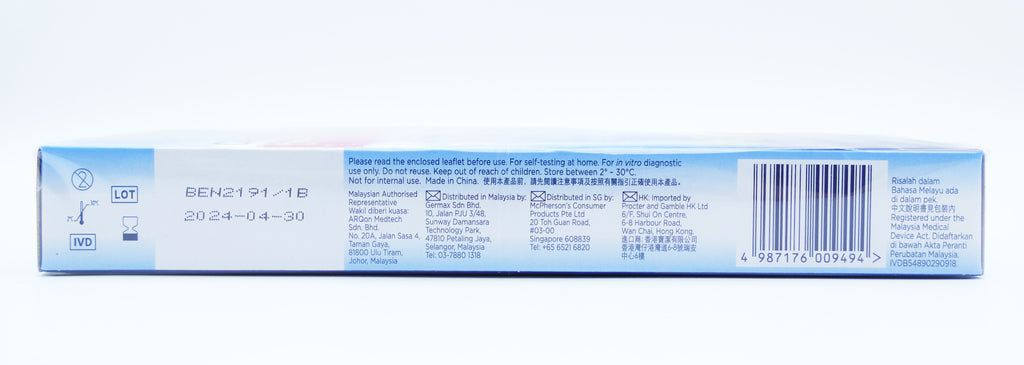 2
30°C
2°C
LOT
IVD
BEN2191/1B
2024-04-30
Please read the enclosed leaflet before use. For self-testing at home. For in vitro diagnostic
use only. Do not reuse. Keep out of reach of children. Store between 2° - 30°C.
Not for internal use. Made in China. 使用本產品前，請先閱讀注意事項及按照有關指引正確使用本產品。
Malaysian Authorised
Representative
Wakil diberi kuasa:
ARQon Medtech
Sdn. Bhd.
No. 20A, Jalan Sasa 4,
Taman Gaya,
81800 Ulu Tiram,
Johor, Malaysia
Distributed in Malaysia by:
Germax Sdn Bhd.
10, Jalan PJU 3/48,
Sunway Damansara
Technology Park,
47810 Petaling Jaya,
Selangor, Malaysia
Tel: 03-7880 1318
Distributed in SG by:
McPherson's Consumer
Products Pte Ltd
20 Toh Guan Road,
#03-00
Singapore 608839
Tel: +65 6521 6820
HK: Imported by
Procter and Gamble HK Ltd
6/F, Shui On Centre,
6-8 Harbour Road,
Wan Chai, Hong Kong.
進口商: 香港寶潔有限公司
香港灣仔港灣道6-8號瑞安
中心6樓
4 987176 009494 >
Risalah dalam
Bahasa Melayu ada
di dalam pek.
中文說明書見包裝內
Registered under the
Malaysia Medical
Device Act. Didaftarkan
di bawah Akta Peranti
Perubatan Malaysia.
IVDB54890290918.